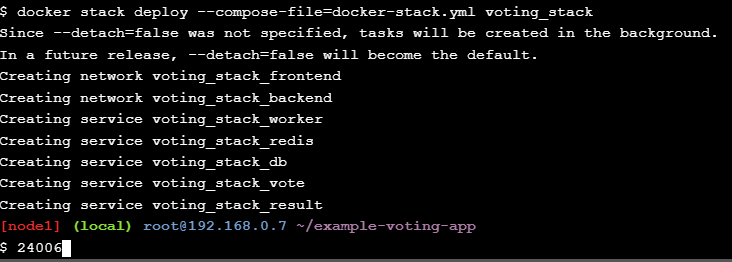 $ docker stack deploy --compose-file=docker-stack.yml voting_stack
Since --detach=false was not specified, tasks will be created in the background.
In a future release, --detach=false will become the default.
Creating network voting_stack_frontend
Creating network voting_stack_backend
Creating service voting_stack_worker
Creating service voting_stack_redis
Creating service voting_stack_db
Creating service voting_stack_vote
Creating service voting_stack_result
[node1] (local) root@192.168.0.7 ~/example-voting-app
$ 24006